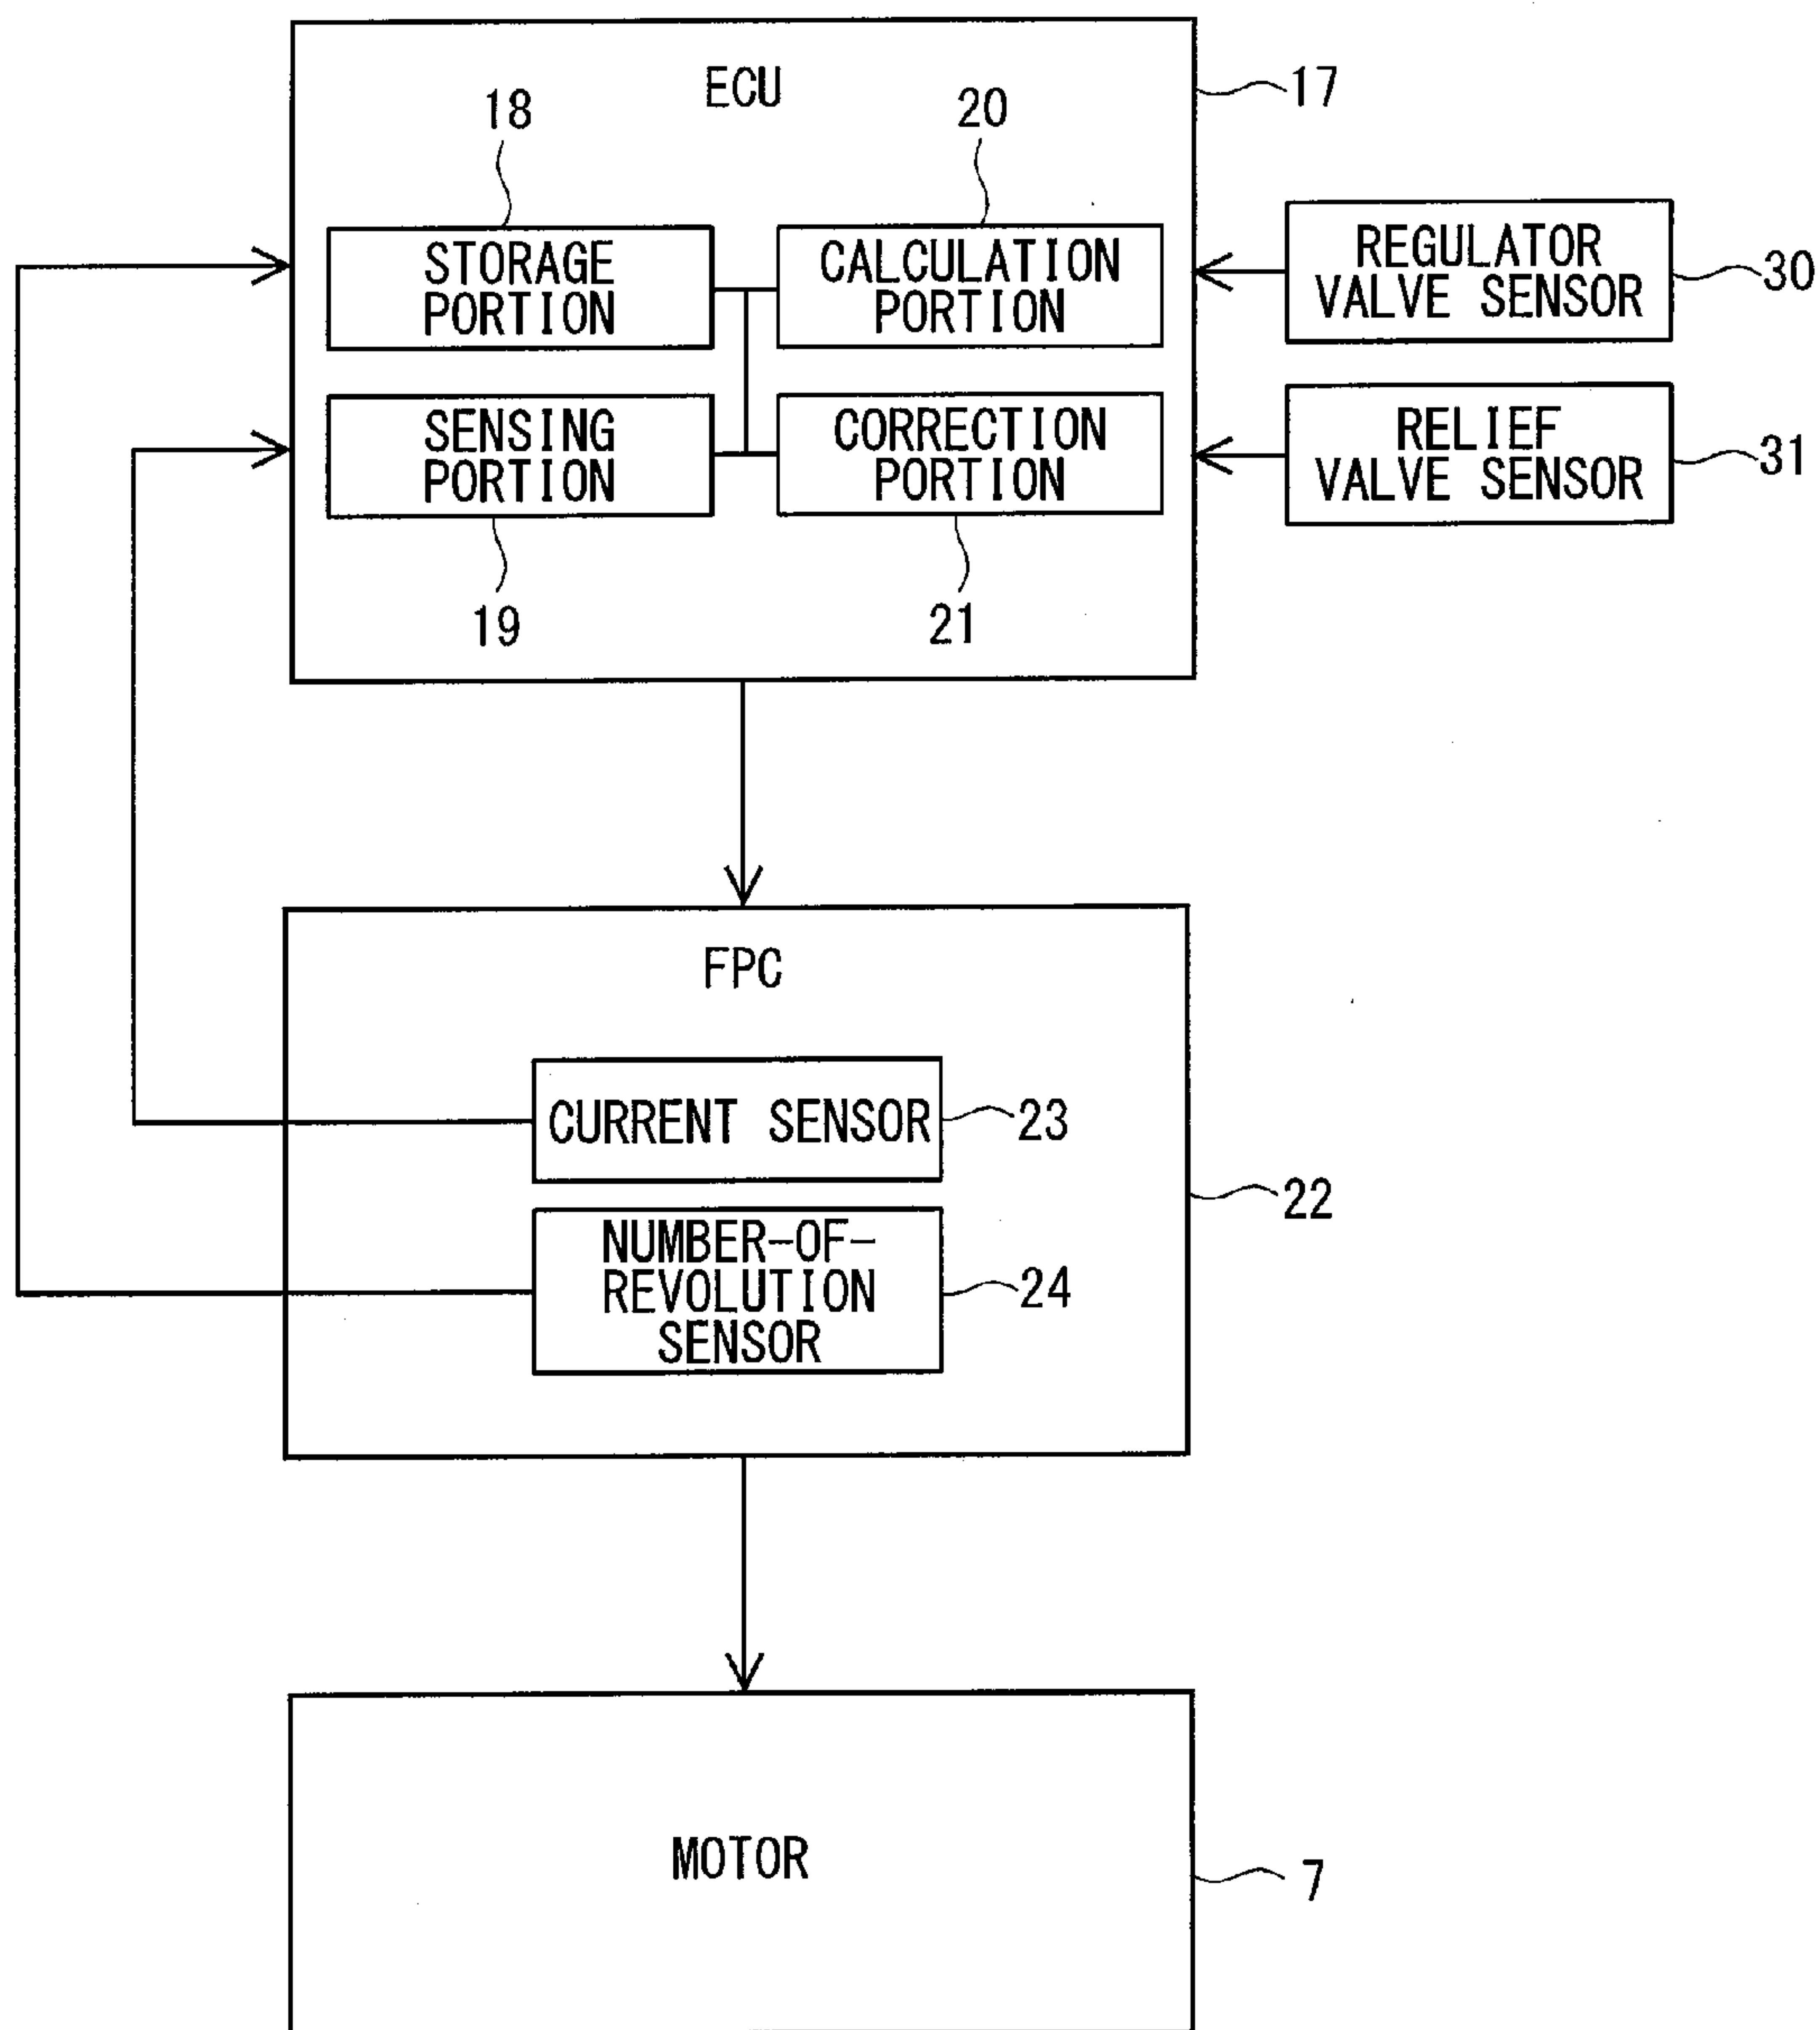 ECU
17
18
20
STORAGE
PORTION
CALCULATION
PORTION
REGULATOR
VALVE SENSOR
30
SENSING
PORTION
CORRECTION
PORTION
RELIEF
VALVE SENSOR
31
19
21
FPC
CURRENT SENSOR
23
22
NUMBER-OF-
REVOLUTION
SENSOR
24
MOTOR
7